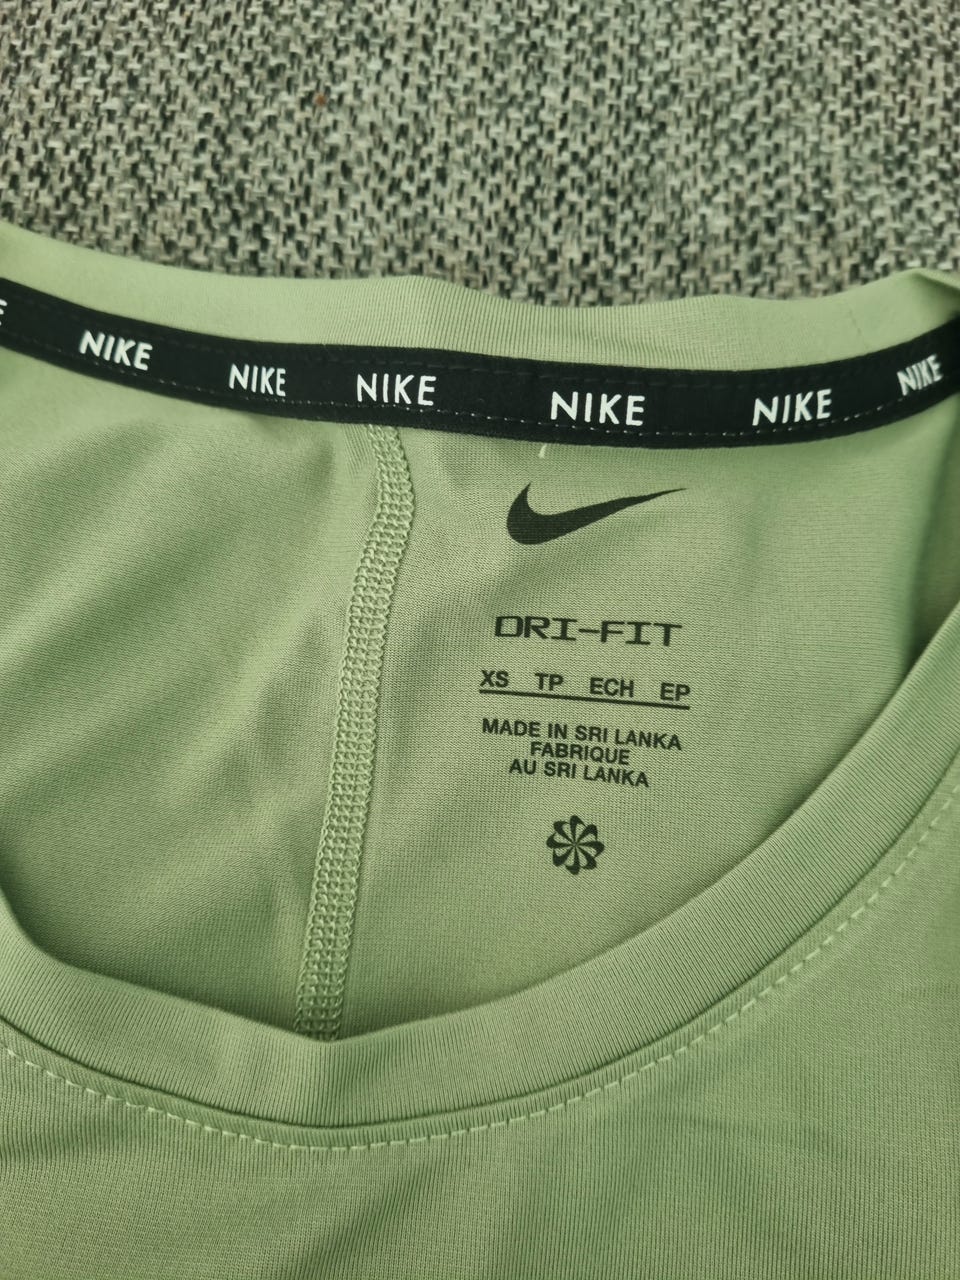 NIKE NIKE NIKE NIKE NIKE NIKE
DRI-FIT
XS TP ECH EP
MADE IN SRI LANKA
FABRIQUE
AU SRI LANKA